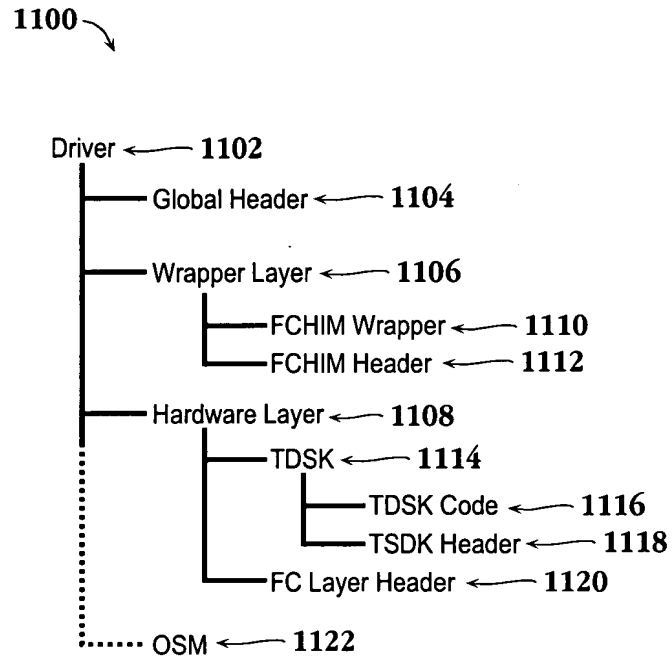 1100
Driver 1102
Global Header 1104
Wrapper Layer 1106
FCHIM Wrapper 1110
FCHIM Header 1112
Hardware Layer 1108
TDSK 1114
TDSK Code 1116
TSDK Header 1118
FC Layer Header 1120
OSM 1122